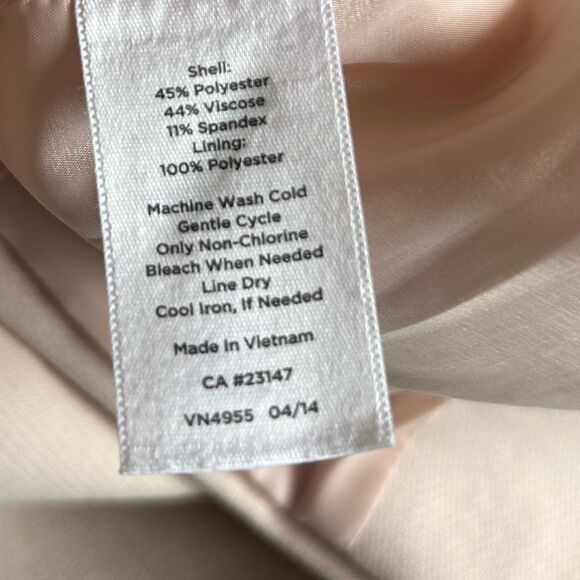 Shell:
45% Polyester
44% Viscose
11% Spandex
Lining:
100% Polyester
Machine Wash Cold
Gentle Cycle
Only Non-Chlorine
Bleach When Needed
Line Dry
Cool Iron, If Needed
Made In Vietnam
CA #23147
VN4955 04/14